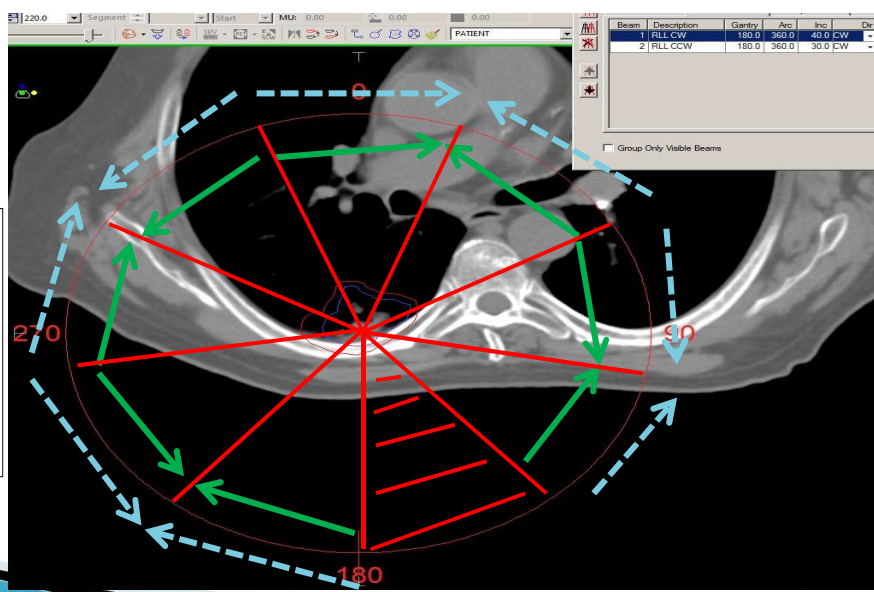 220.0 Segment: Start MU: 0.00 0.00 0.00
PATIENT
Beam Description Gantry Arc Inc Dir
1 RLL CW 180.0 360.0 40.0 CW
2 RLL CCW 180.0 360.0 30.0 CW
Group Only Visible Beams
0
270
90
180